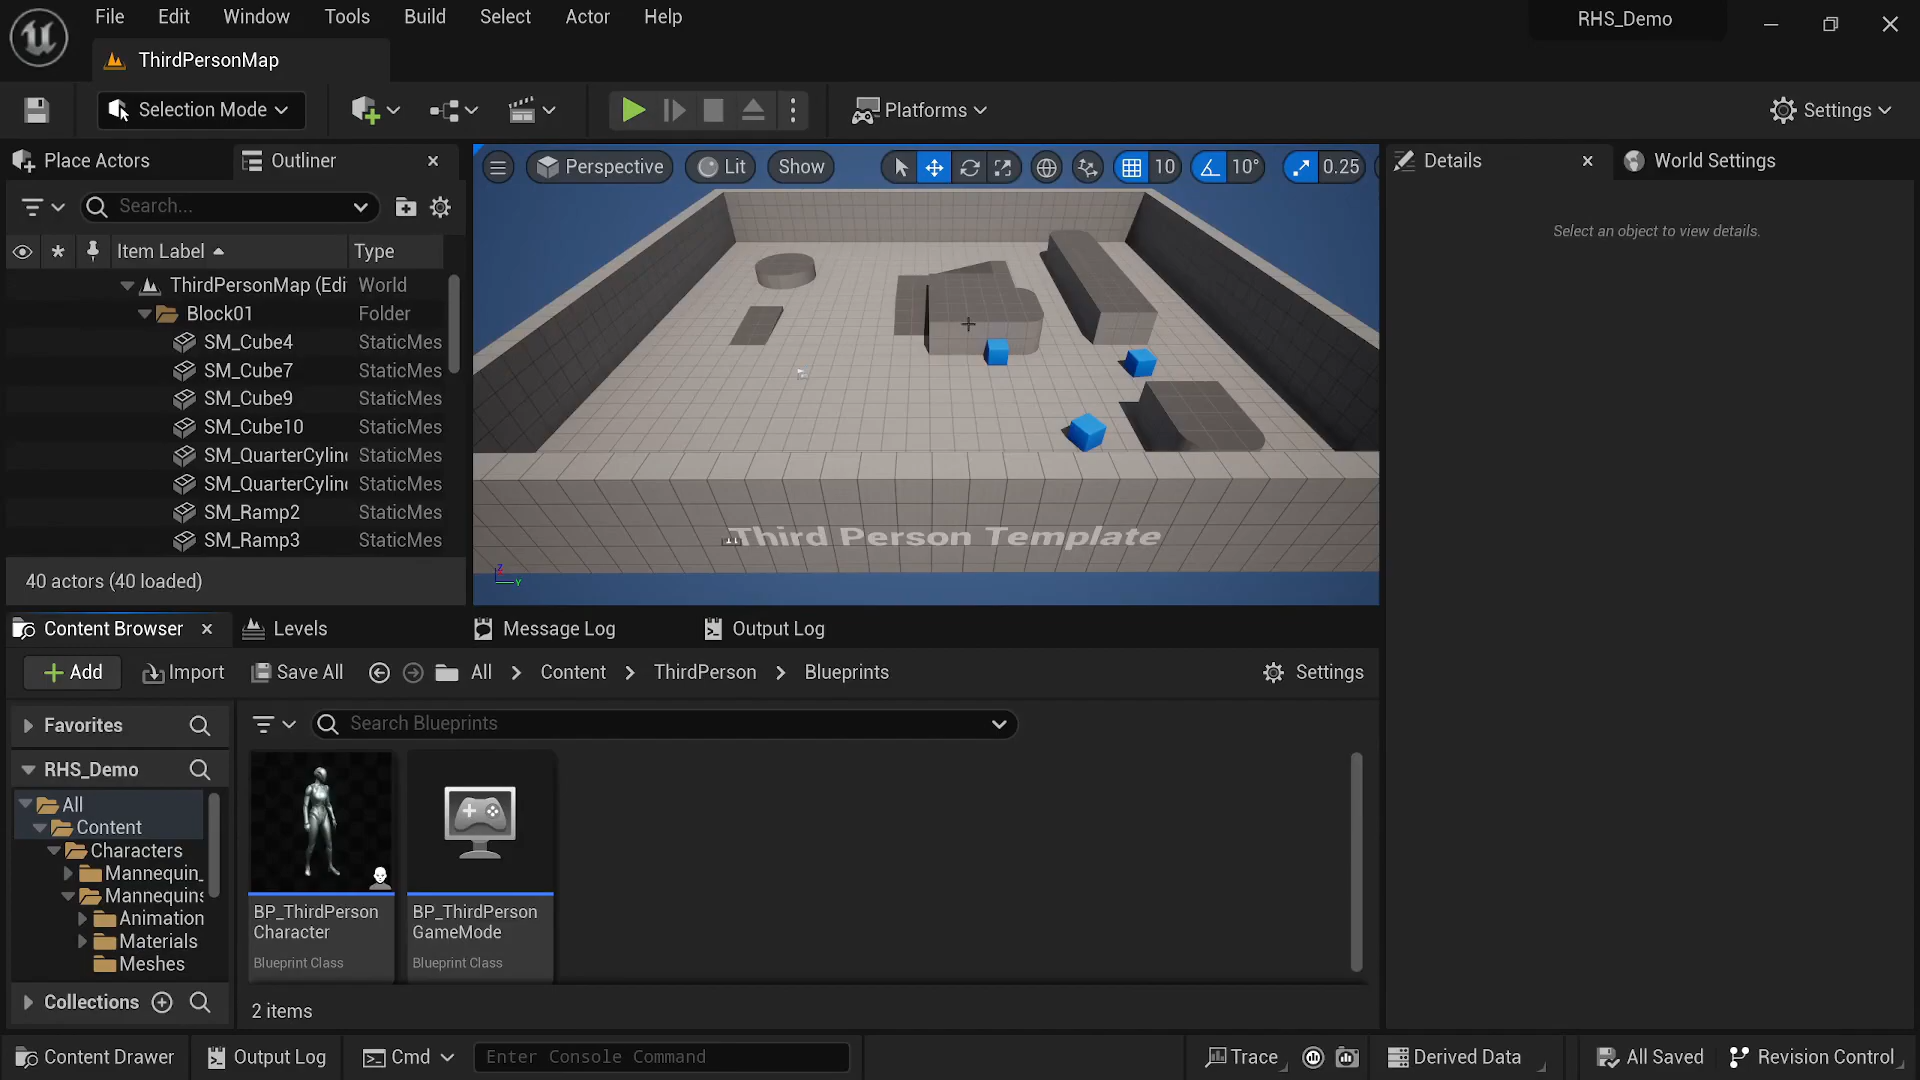 File Edit Window Tools Build Select Actor Help
RHS_Demo
ThirdPersonMap
Selection Mode
Platforms
Settings
Place Actors
Outliner
Perspective
Lit
Show
10
10°
0.25
Details
World Settings
Search...
Select an object to view details.
Item Label
Type
ThirdPersonMap (Edi World
Block01 Folder
SM_Cube4 StaticMes
SM_Cube7 StaticMes
SM_Cube9 StaticMes
SM_Cube10 StaticMes
SM_QuarterCylin StaticMes
SM_QuarterCylin StaticMes
SM_Ramp2 StaticMes
SM_Ramp3 StaticMes
Third Person Template
Z
Y
40 actors (40 loaded)
Content Browser
Levels
Message Log
Output Log
Add
Import
Save All
All > Content > ThirdPerson > Blueprints
Settings
Favorites
Search Blueprints
RHS_Demo
All
Content
Characters
Mannequin_
Mannequins
Animation
Materials
Meshes
BP_ThirdPerson
Character
Blueprint Class
BP_ThirdPerson
GameMode
Blueprint Class
Collections
2 items
Content Drawer
Output Log
Cmd
Enter Console Command
Trace
Derived Data
All Saved
Revision Control